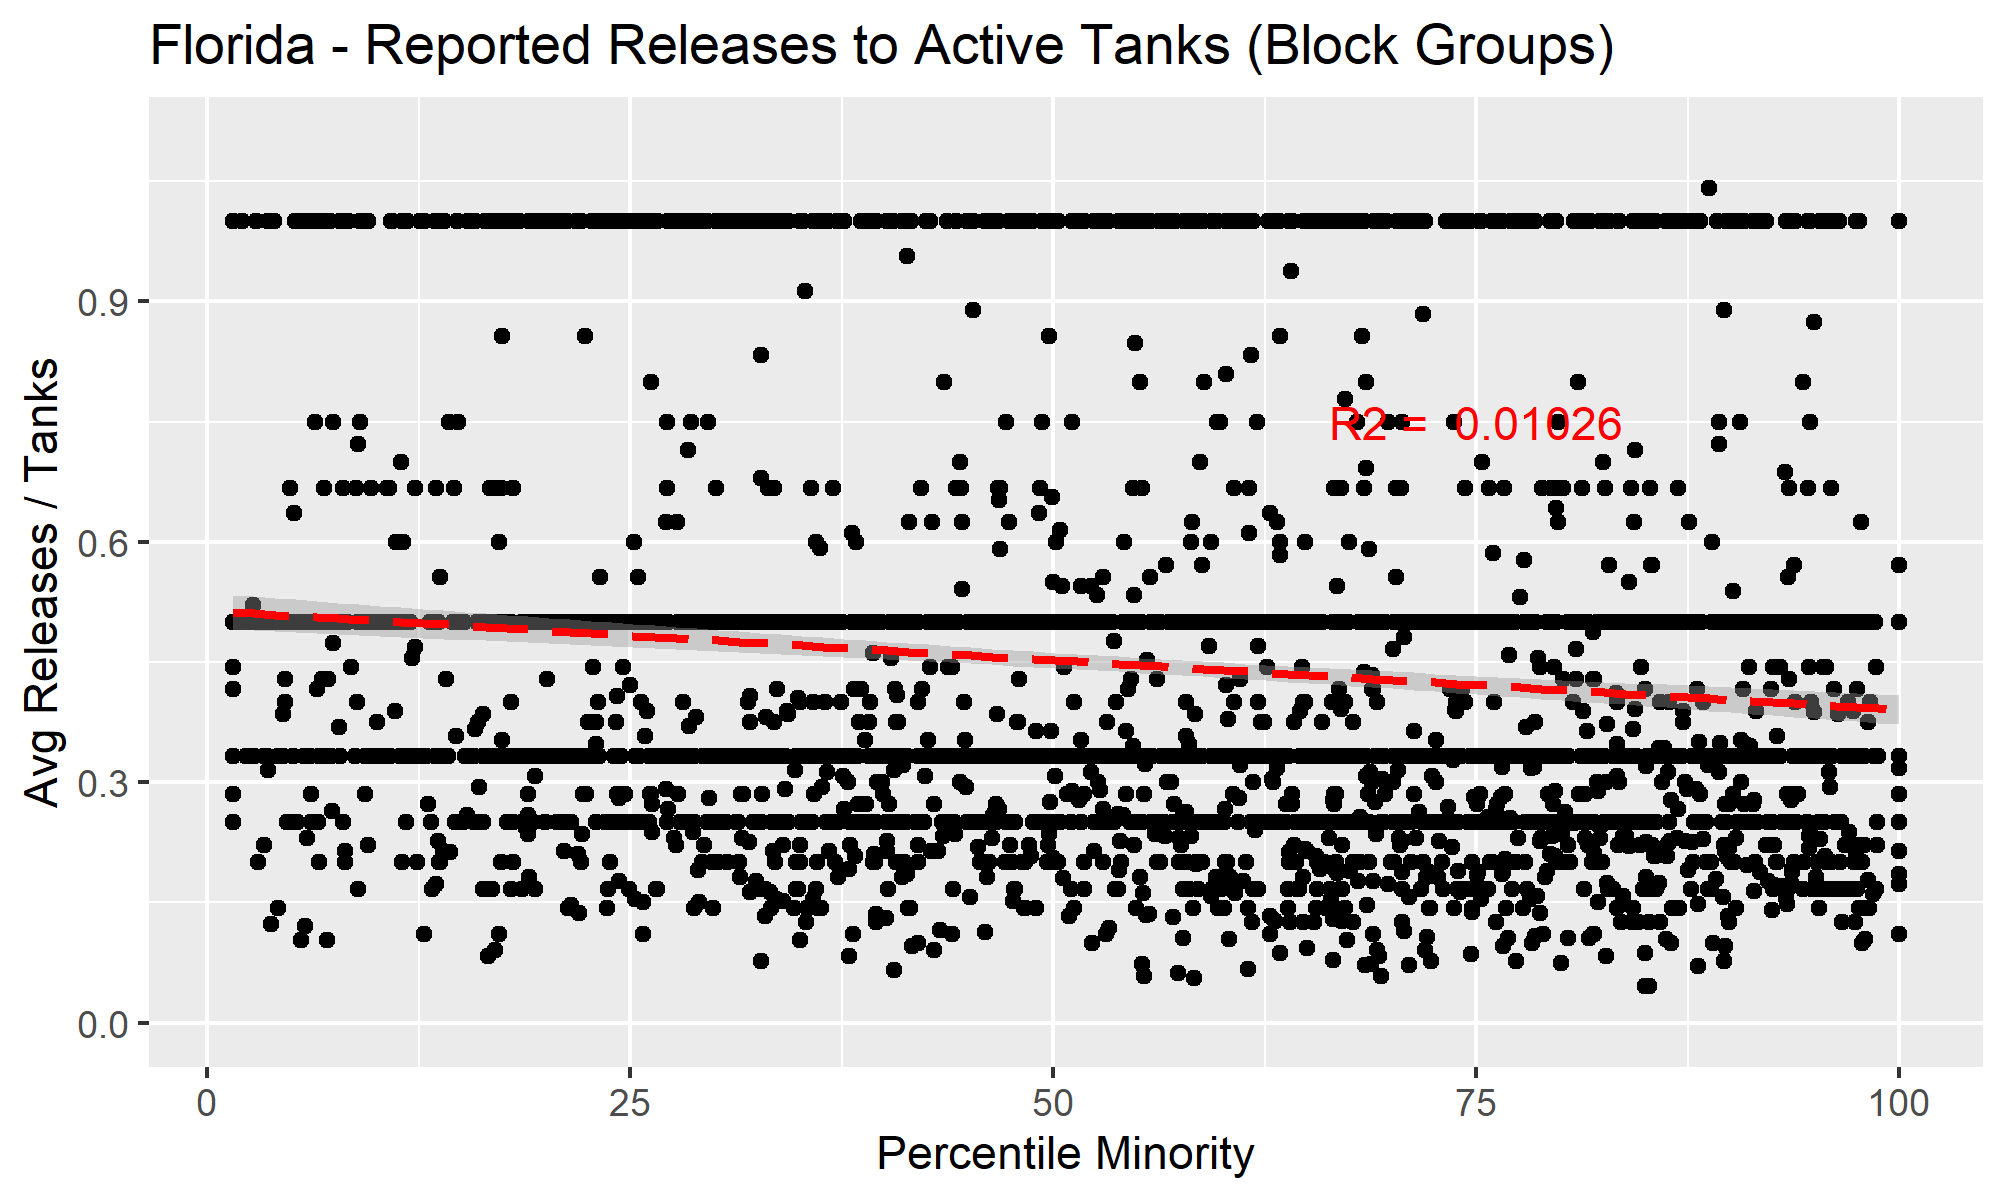 Florida - Reported Releases to Active Tanks (Block Groups)
Avg Releases / Tanks
0.9
0.6
0.3
0.0
R2 = 0.01026
0 25 50 75 100
Percentile Minority